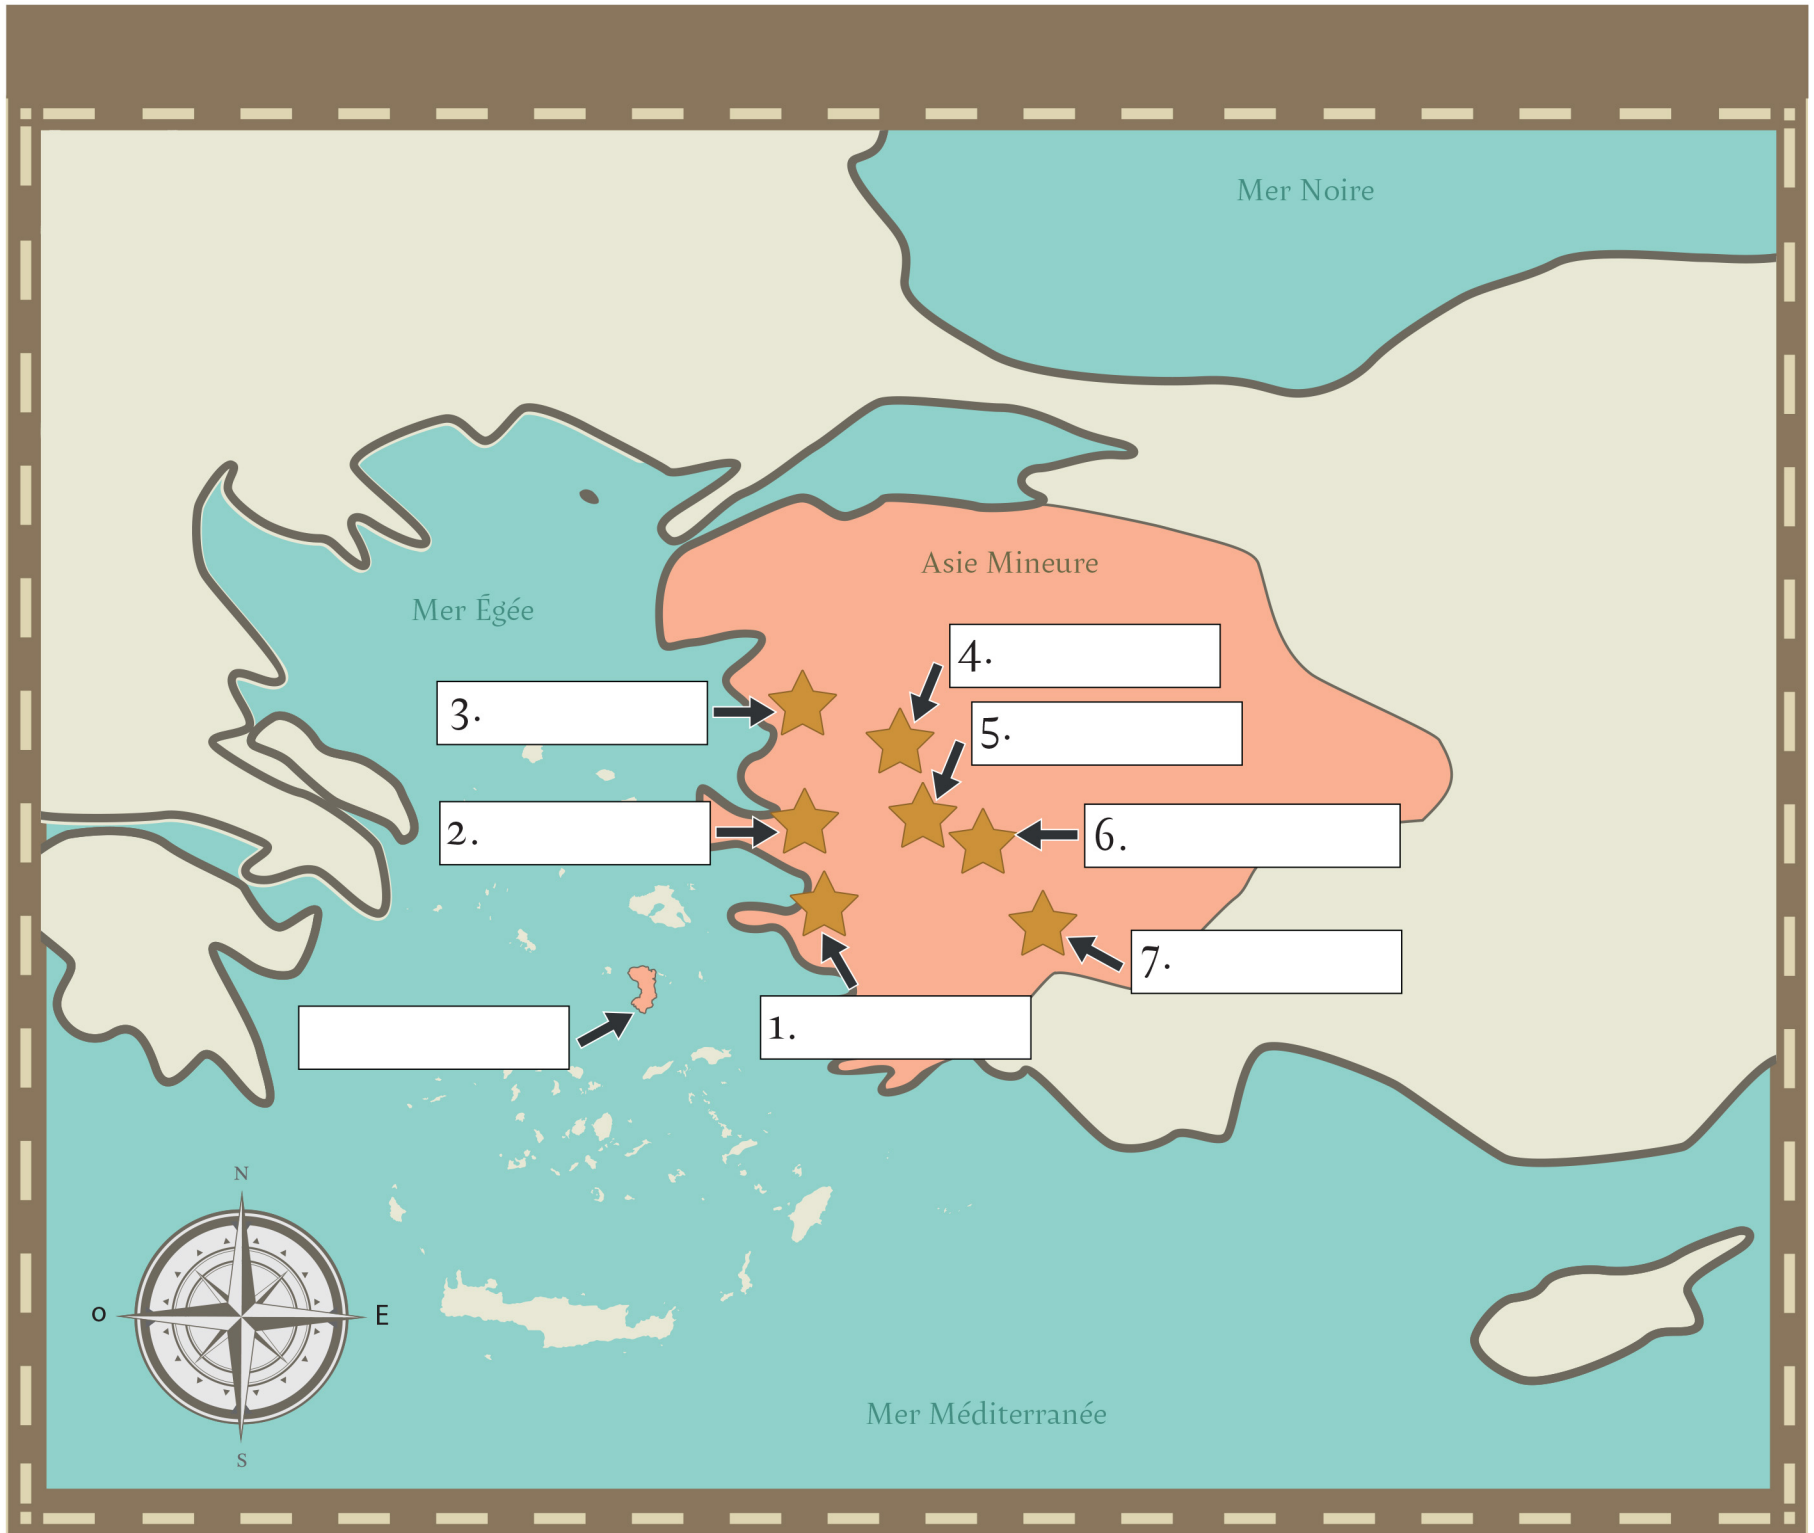 Mer Noire
Asie Mineure
Mer Égée
4.
3.
5.
2.
6.
7.
1.
N
O
E
S
Mer Méditerranée